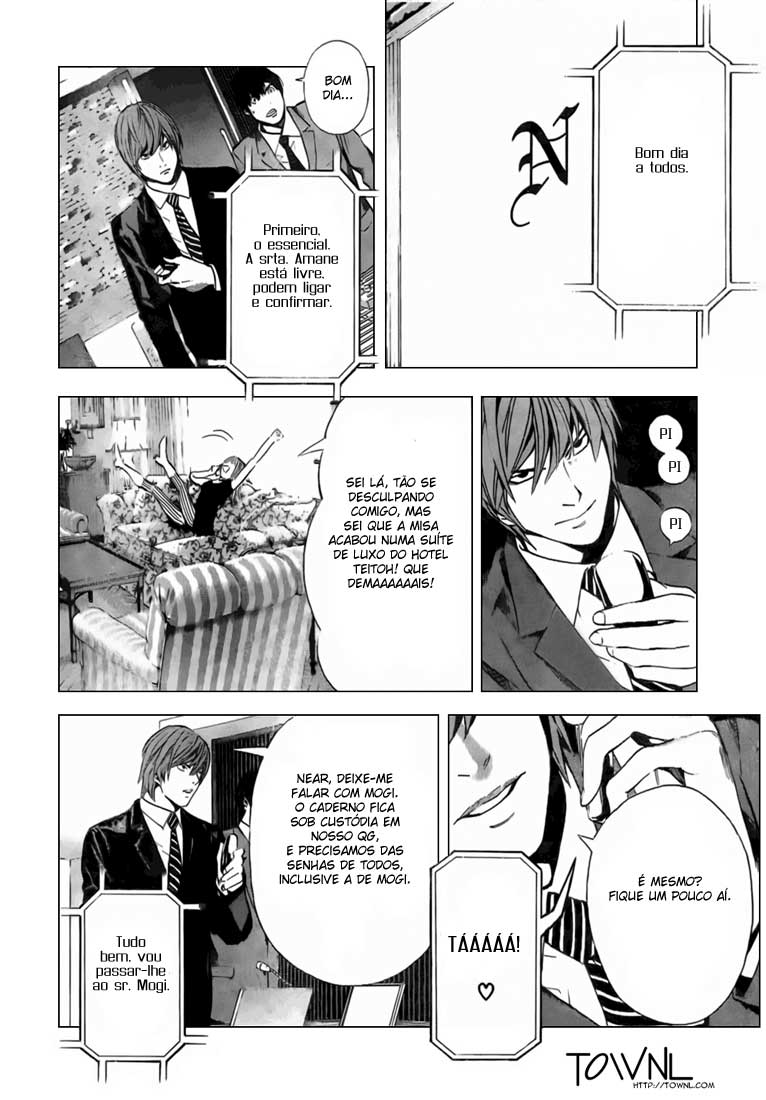 N
Bom dia
a todos.
BOM
DIA...
Primeiro,
o essencial.
A srta. Amane
está livre,
podem ligar
e confirmar.
PI
PI
PI
SEI LÁ, TÃO SE
DESCULPANDO
COMIGO, MAS
SEI QUE A MISA
ACABOU NUMA SUÍTE
DE LUXO DO HOTEL
TEITOH! QUE
DEMAAAAAAIS!
É MESMO?
FIQUE UM POUCO AÍ.
TÁÁÁÁÁ!
♡
NEAR, DEIXE-ME
FALAR COM MOGI.
O CADERNO FICA
SOB CUSTÓDIA EM
NOSSO QG,
E PRECISAMOS DAS
SENHAS DE TODOS,
INCLUSIVE A DE MOGI.
Tudo
bem, vou
passar-lhe
ao sr. Mogi.
TOWNL
HTTP://TOWNL.COM